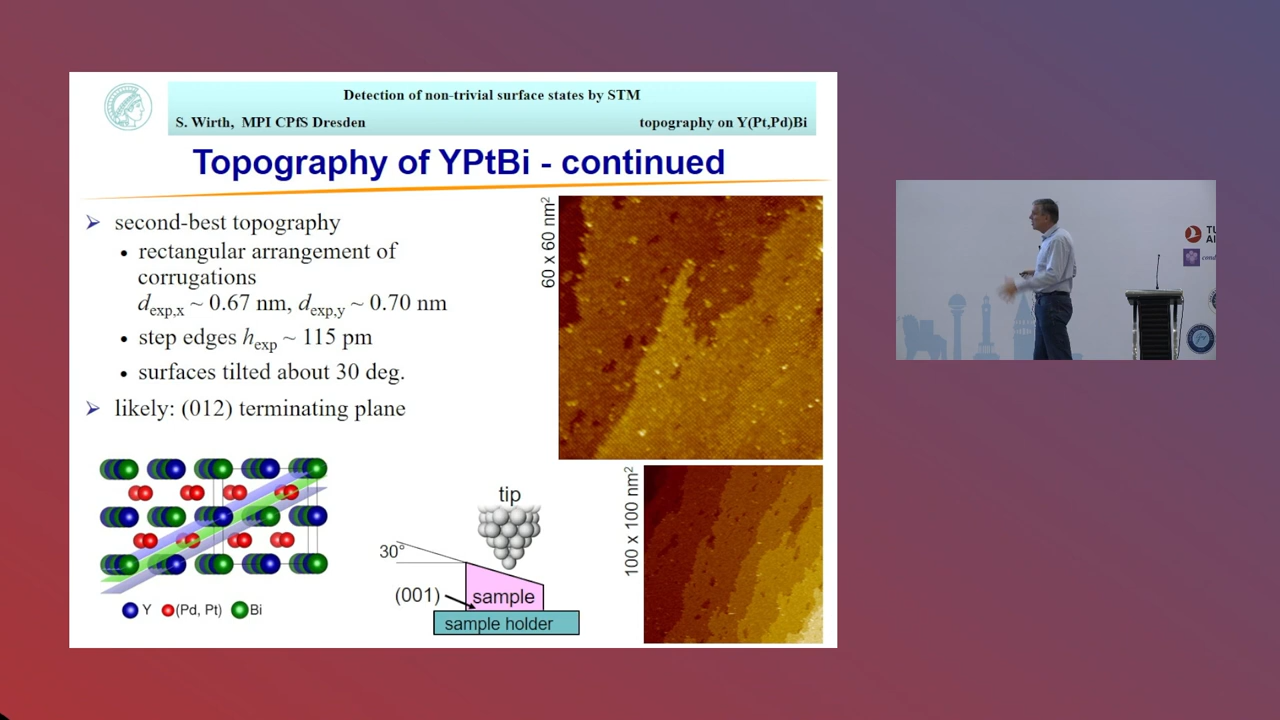 Detection of non-trivial surface states by STM
S. Wirth, MPI CPfS Dresden
topography on Y(Pt,Pd)Bi
Topography of YPtBi - continued
➢ second-best topography
• rectangular arrangement of
corrugations
dexp,x ~ 0.67 nm, dexp,y ~ 0.70 nm
• step edges hexp ~ 115 pm
• surfaces tilted about 30 deg.
➢ likely: (012) terminating plane
60 x 60 nm²
100 x 100 nm²
tip
30°
(001)
sample
sample holder
Y
(Pd, Pt)
Bi
TU